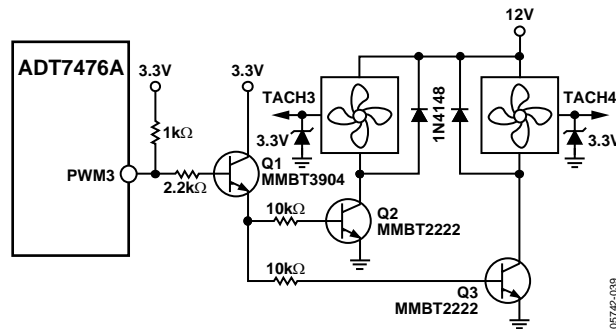 12V
ADT7476A
3.3V
3.3V
TACH3
1N4148
TACH4
1kΩ
3.3V
3.3V
PWM3
2.2kΩ
Q1
MMBT3904
10kΩ
Q2
MMBT2222
10kΩ
Q3
MMBT2222
05742-039